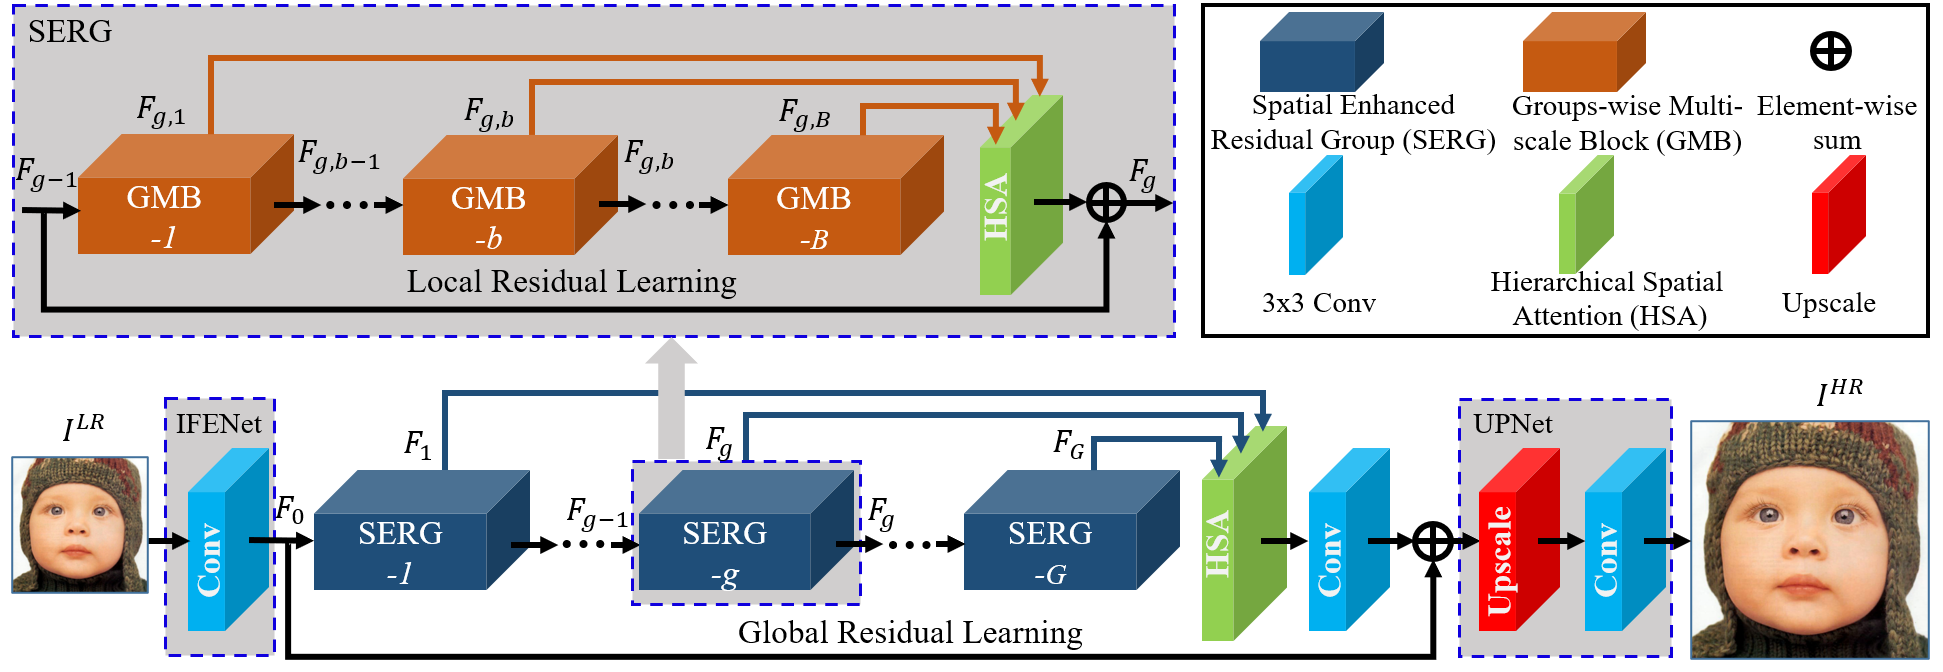 SERG
F_{g-1}
F_{g,1}
GMB
-1
F_{g,b-1}
F_{g,b}
GMB
-b
F_{g,b}
F_{g,B}
GMB
-B
HSA
F_g
Local Residual Learning
Spatial Enhanced
Residual Group (SERG)
Groups-wise Multi-
scale Block (GMB)
Element-wise
sum
3x3 Conv
Hierarchical Spatial
Attention (HSA)
Upscale
I^{LR}
IFENet
Conv
F_0
F_1
SERG
-1
F_{g-1}
F_g
SERG
-g
F_g
F_G
SERG
-G
HSA
Conv
Global Residual Learning
UPNet
Upscale
Conv
I^{HR}